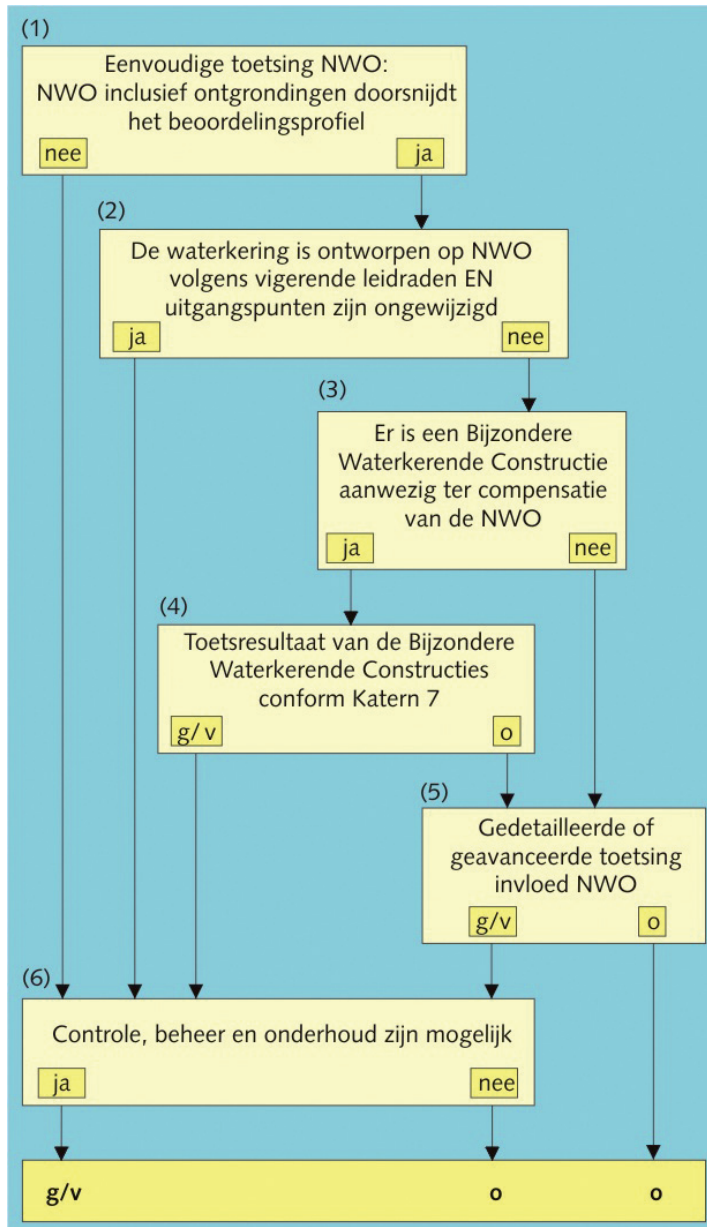 (1)
Eenvoudige toetsing NWO:
NWO inclusief ontgrondingen doorsnijdt
het beoordelingsprofiel
nee ja
(2)
De waterkering is ontworpen op NWO
volgens vigerende leidraden EN
uitgangspunten zijn ongewijzigd
ja nee
(3)
Er is een Bijzondere
Waterkerende Constructie
aanwezig ter compensatie
van de NWO
ja nee
(4)
Toetsresultaat van de Bijzondere
Waterkerende Constructies
conform Katern 7
g/v o
(5)
Gedetailleerde of
geavanceerde toetsing
invloed NWO
g/v o
(6)
Controle, beheer en onderhoud zijn mogelijk
ja nee
g/v o o